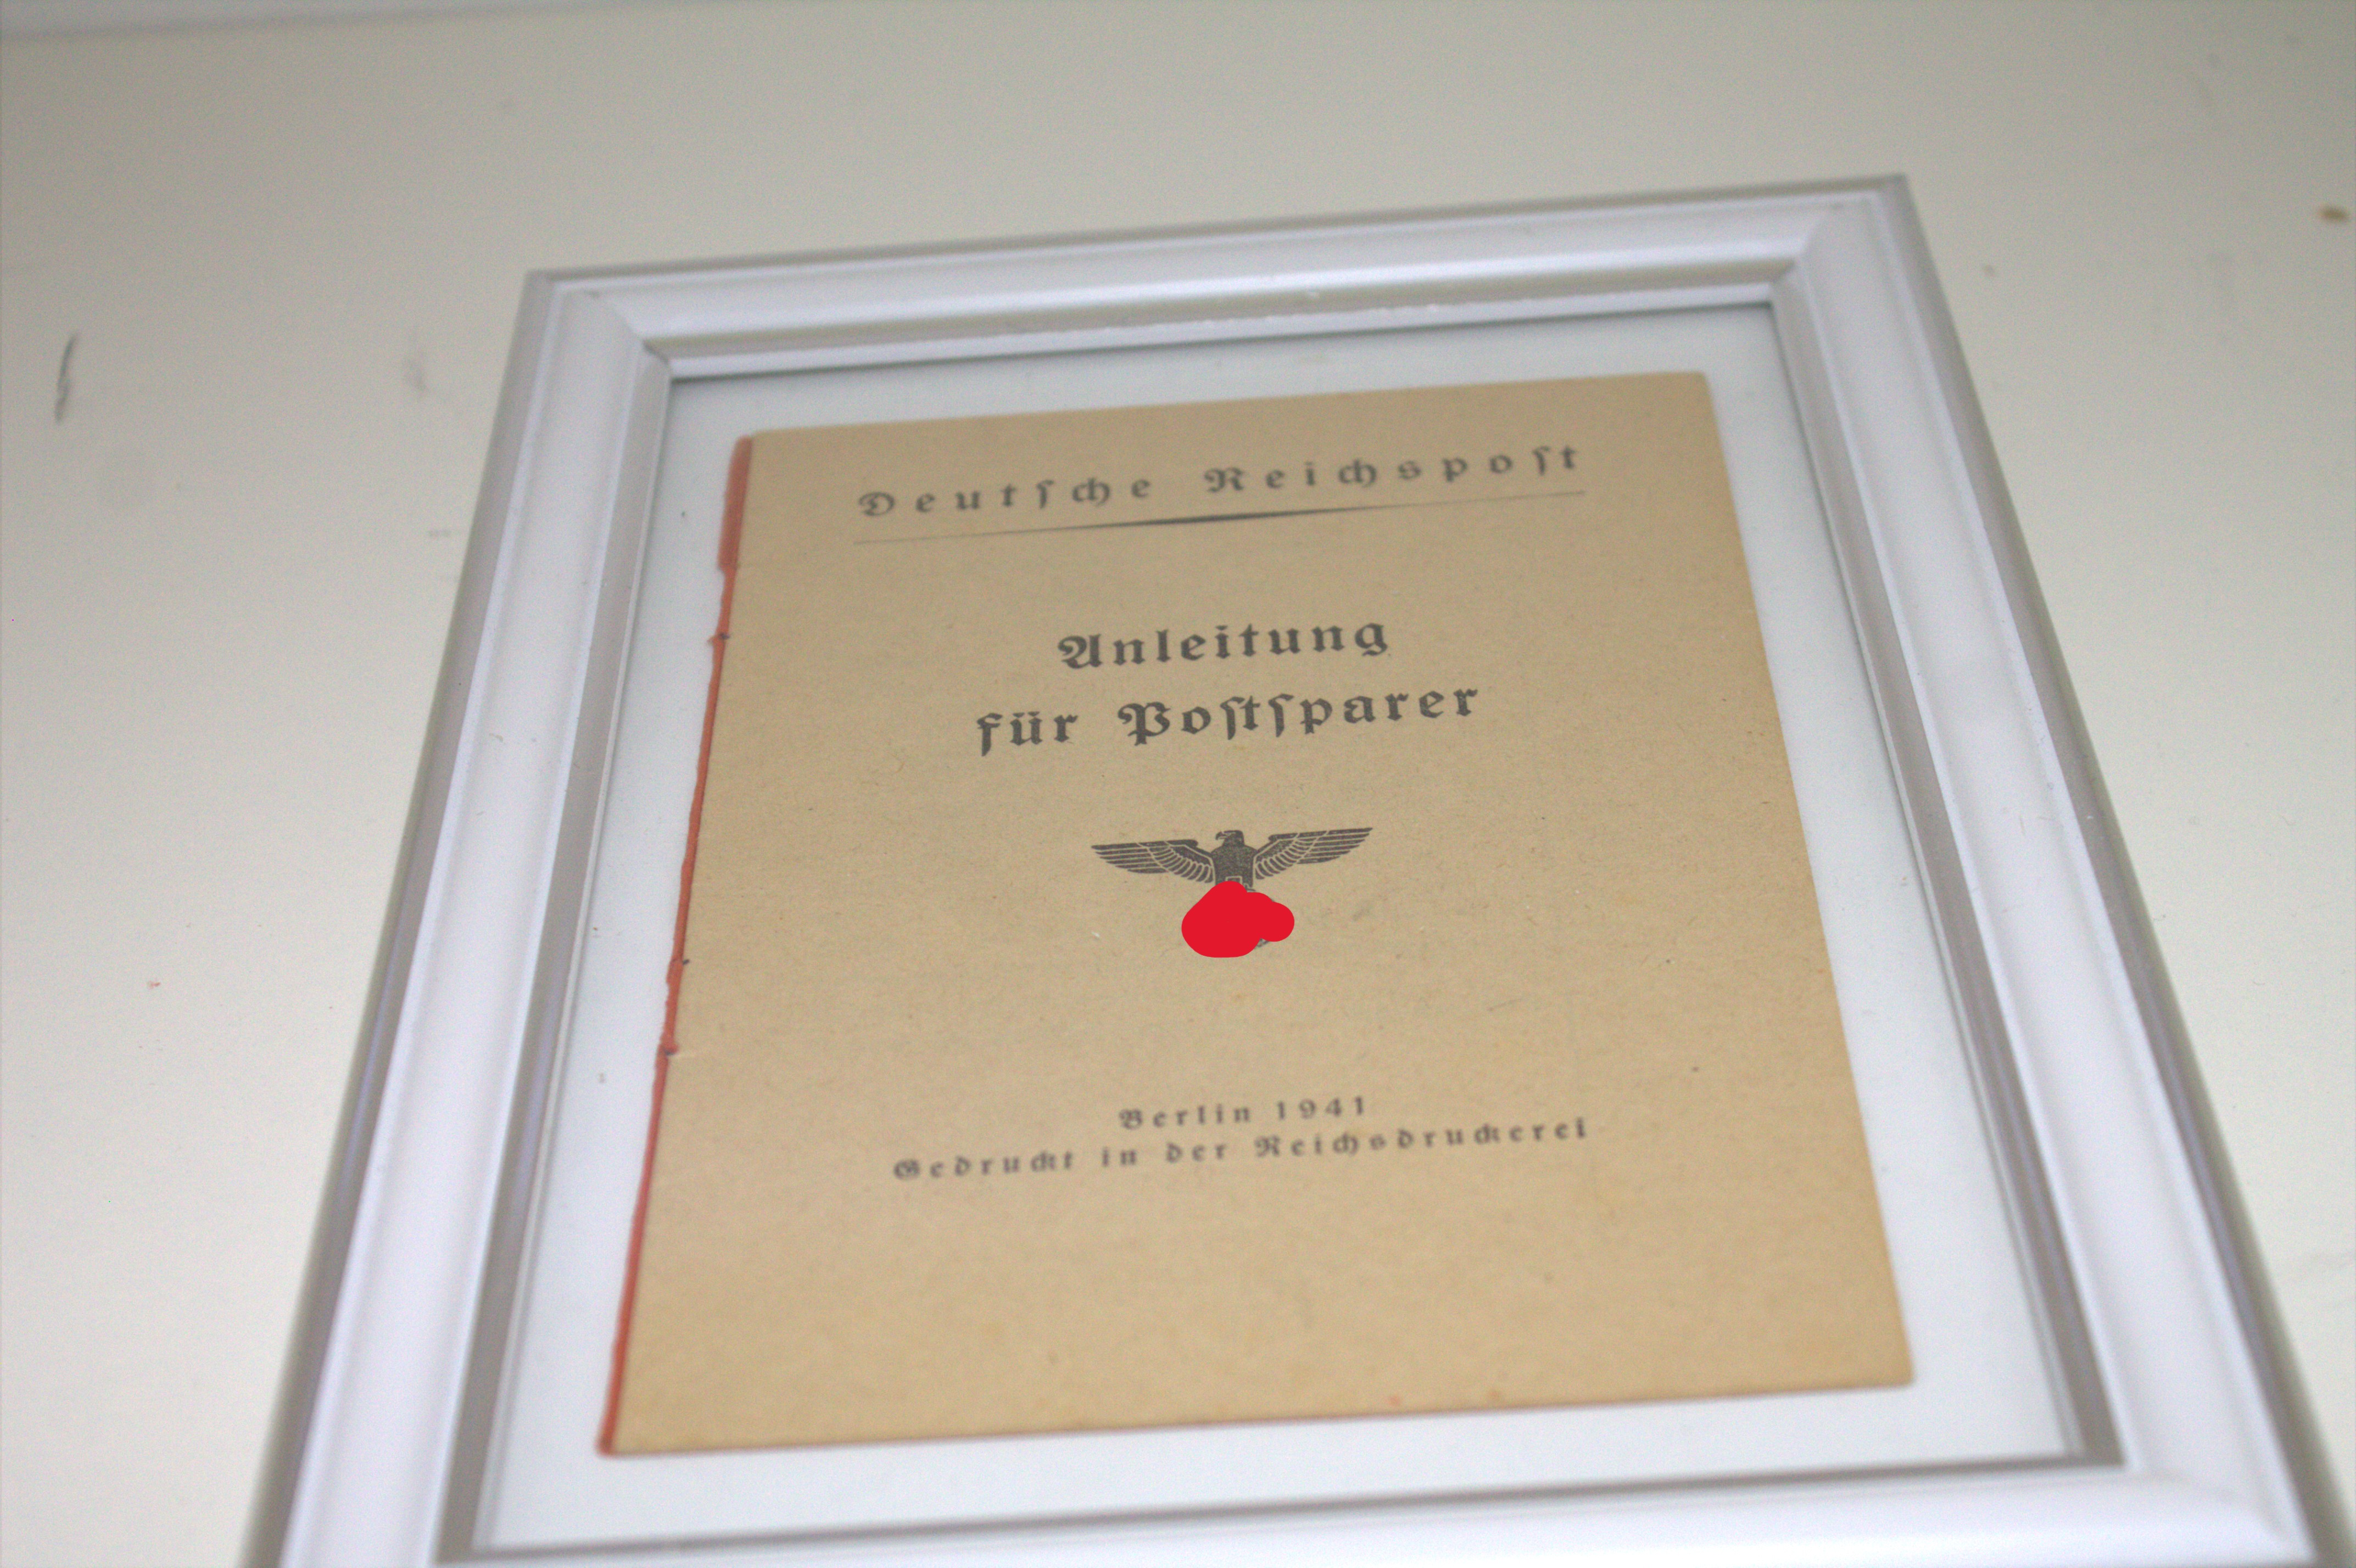 Deutſche Reichspoſt
Anleitung
für Poſtſparer
Berlin 1941
Gedruckt in der Reichsdruckerei